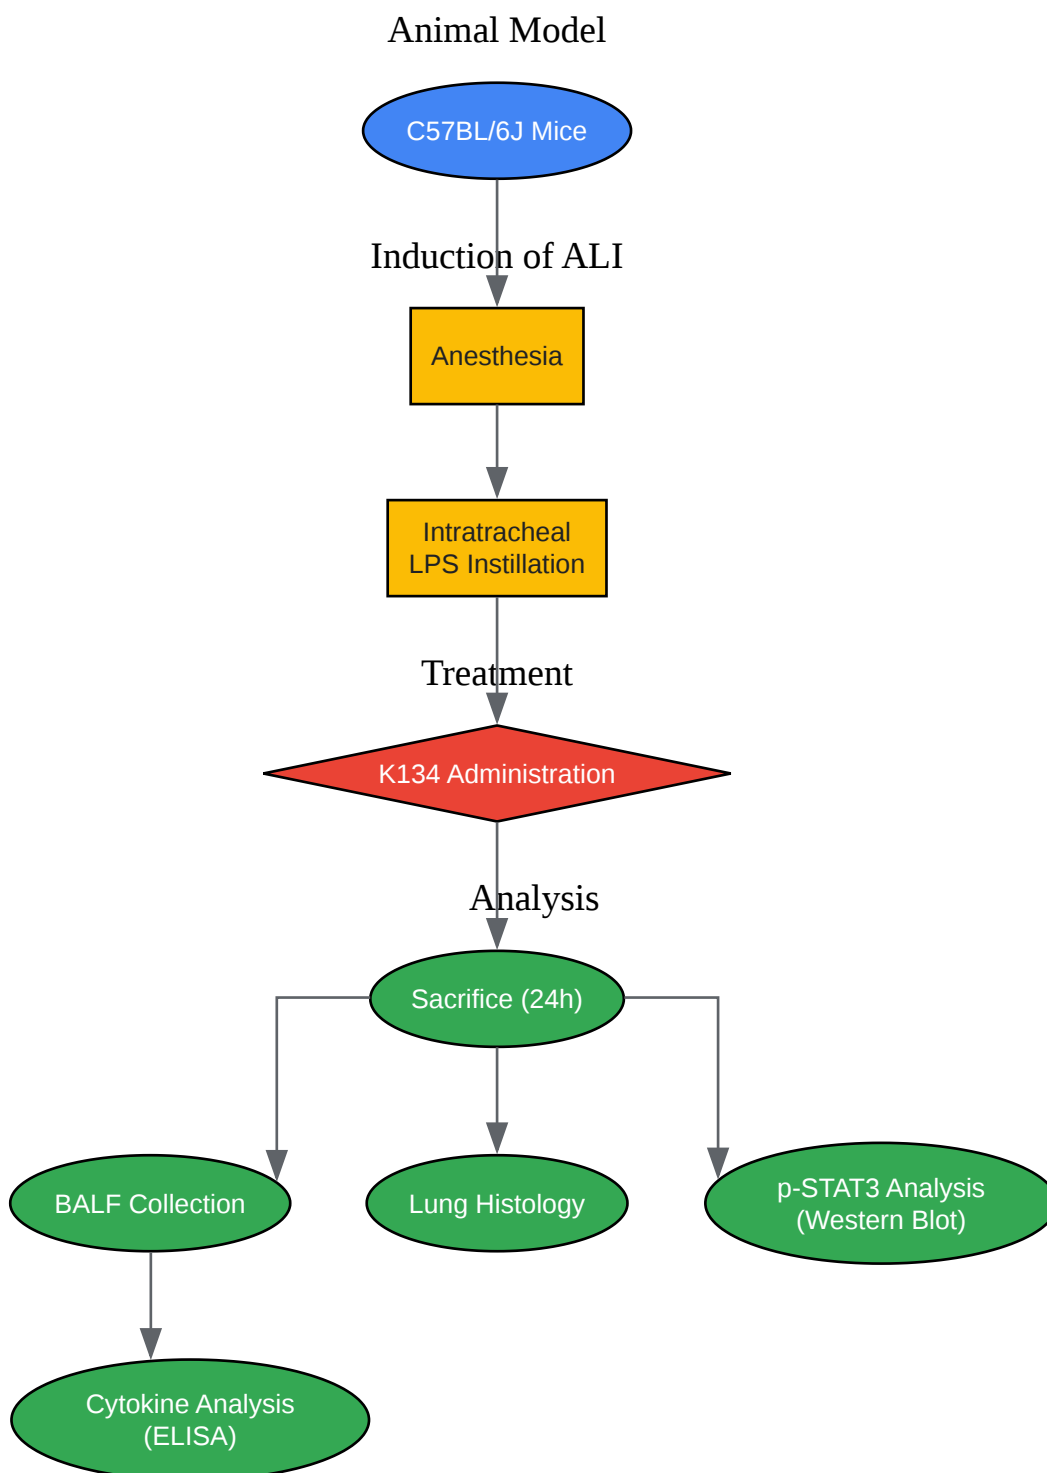 Animal Model
C57BL/6J Mice
Induction of ALI
Anesthesia
Intratracheal
LPS Instillation
Treatment
K134 Administration
Analysis
Sacrifice (24h)
BALF Collection
Lung Histology
p-STAT3 Analysis
(Western Blot)
Cytokine Analysis
(ELISA)